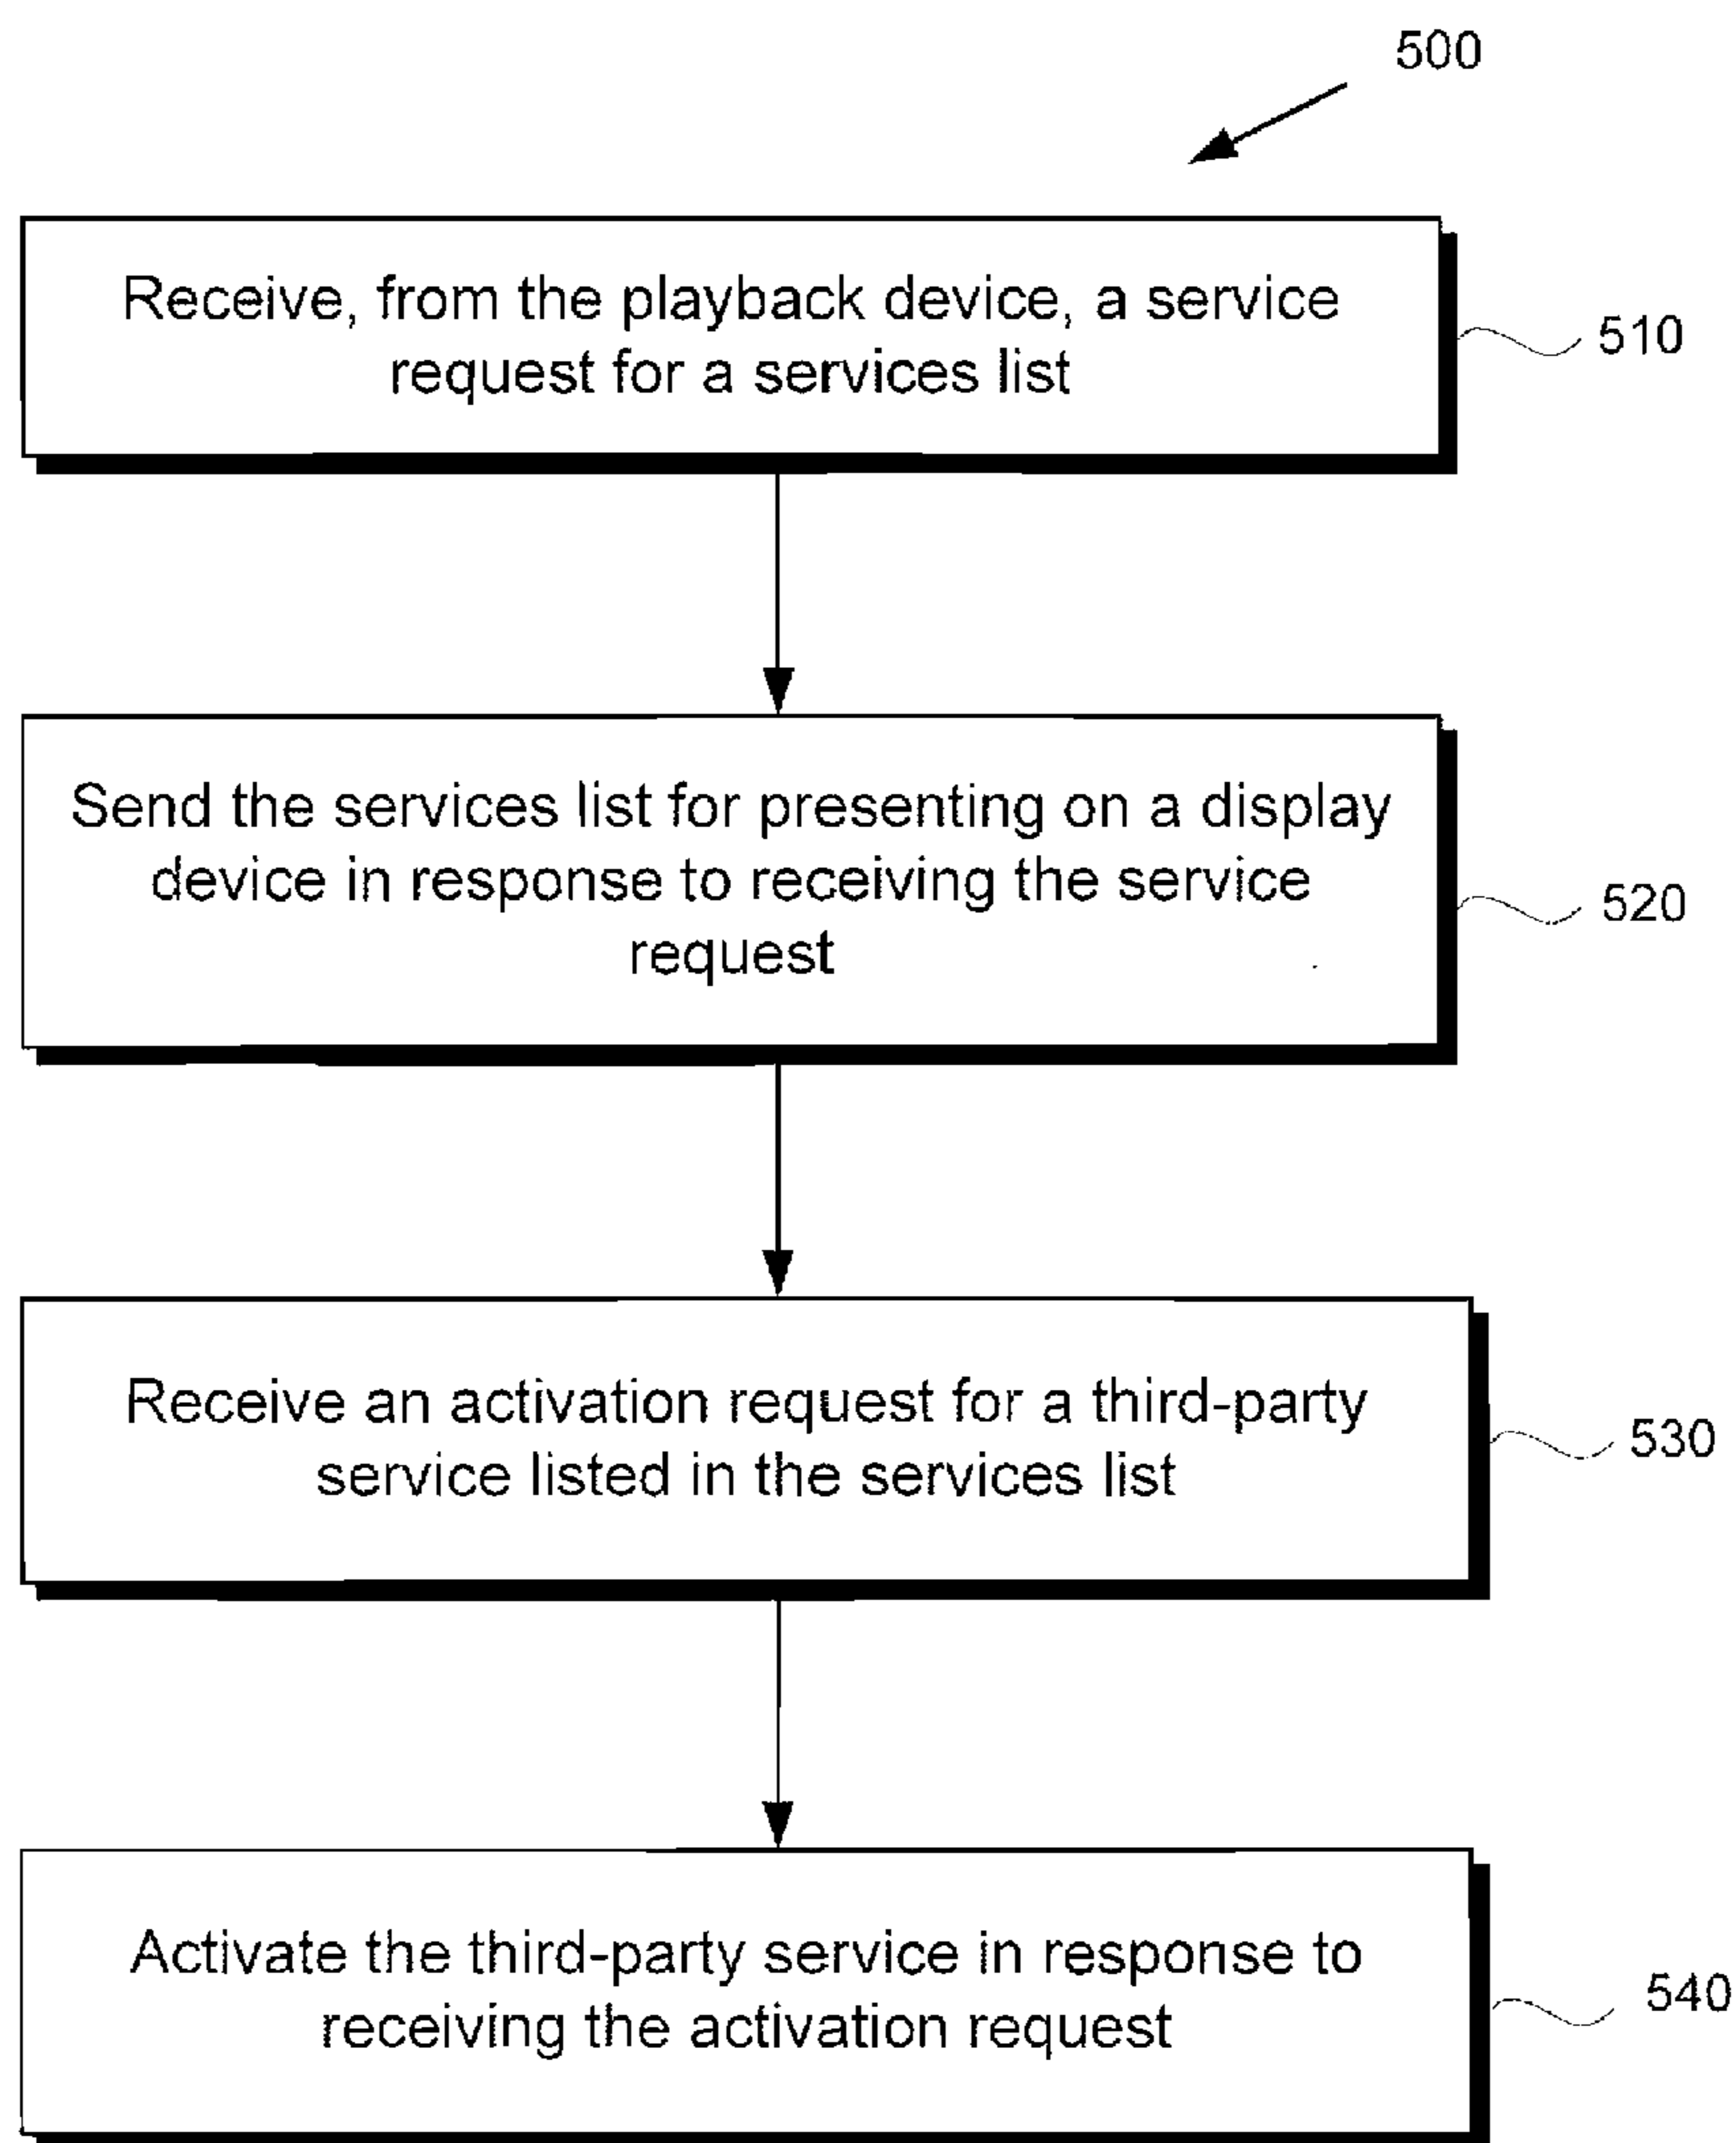 500
Receive, from the playback device, a service
request for a services list
510
Send the services list for presenting on a display
device in response to receiving the service
request
520
Receive an activation request for a third-party
service listed in the services list
530
Activate the third-party service in response to
receiving the activation request
540